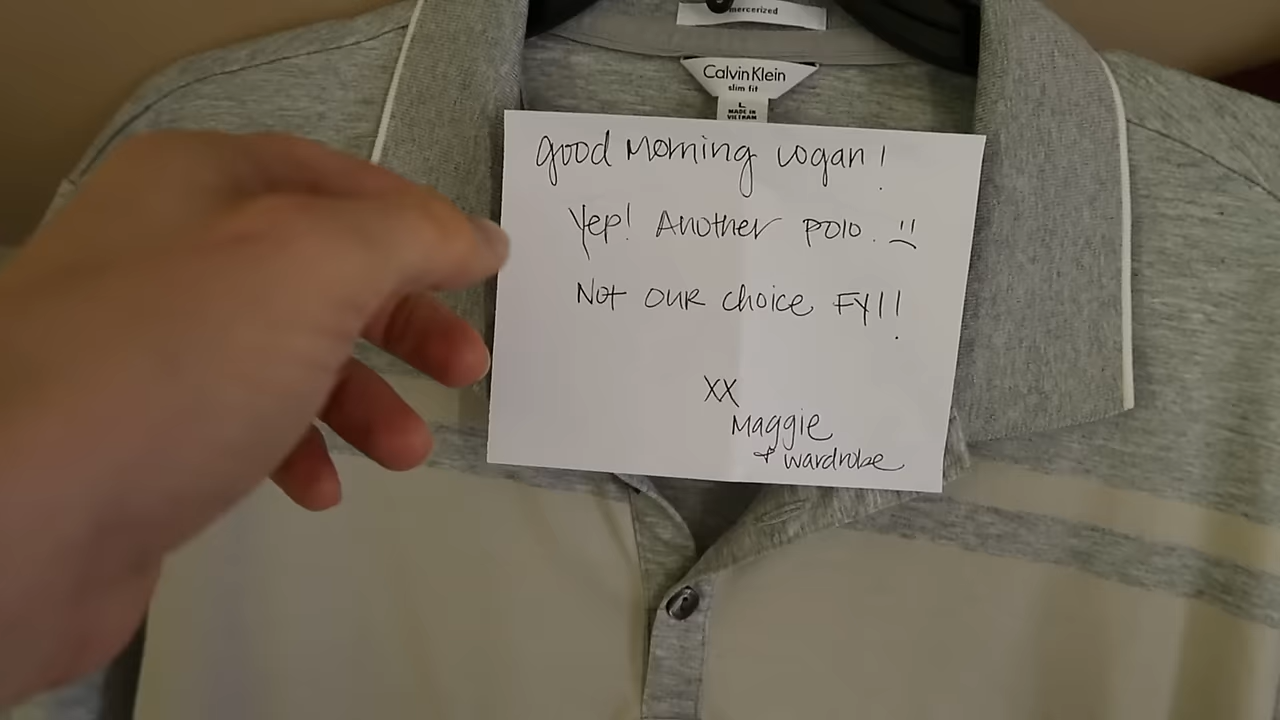 mercerized
Calvin Klein
slim fit
L
MADE IN
VIETNAM
good Morning Logan!
Yep! Another polo. :(
Not our choice FYI!
XX
Maggie
+ wardrobe